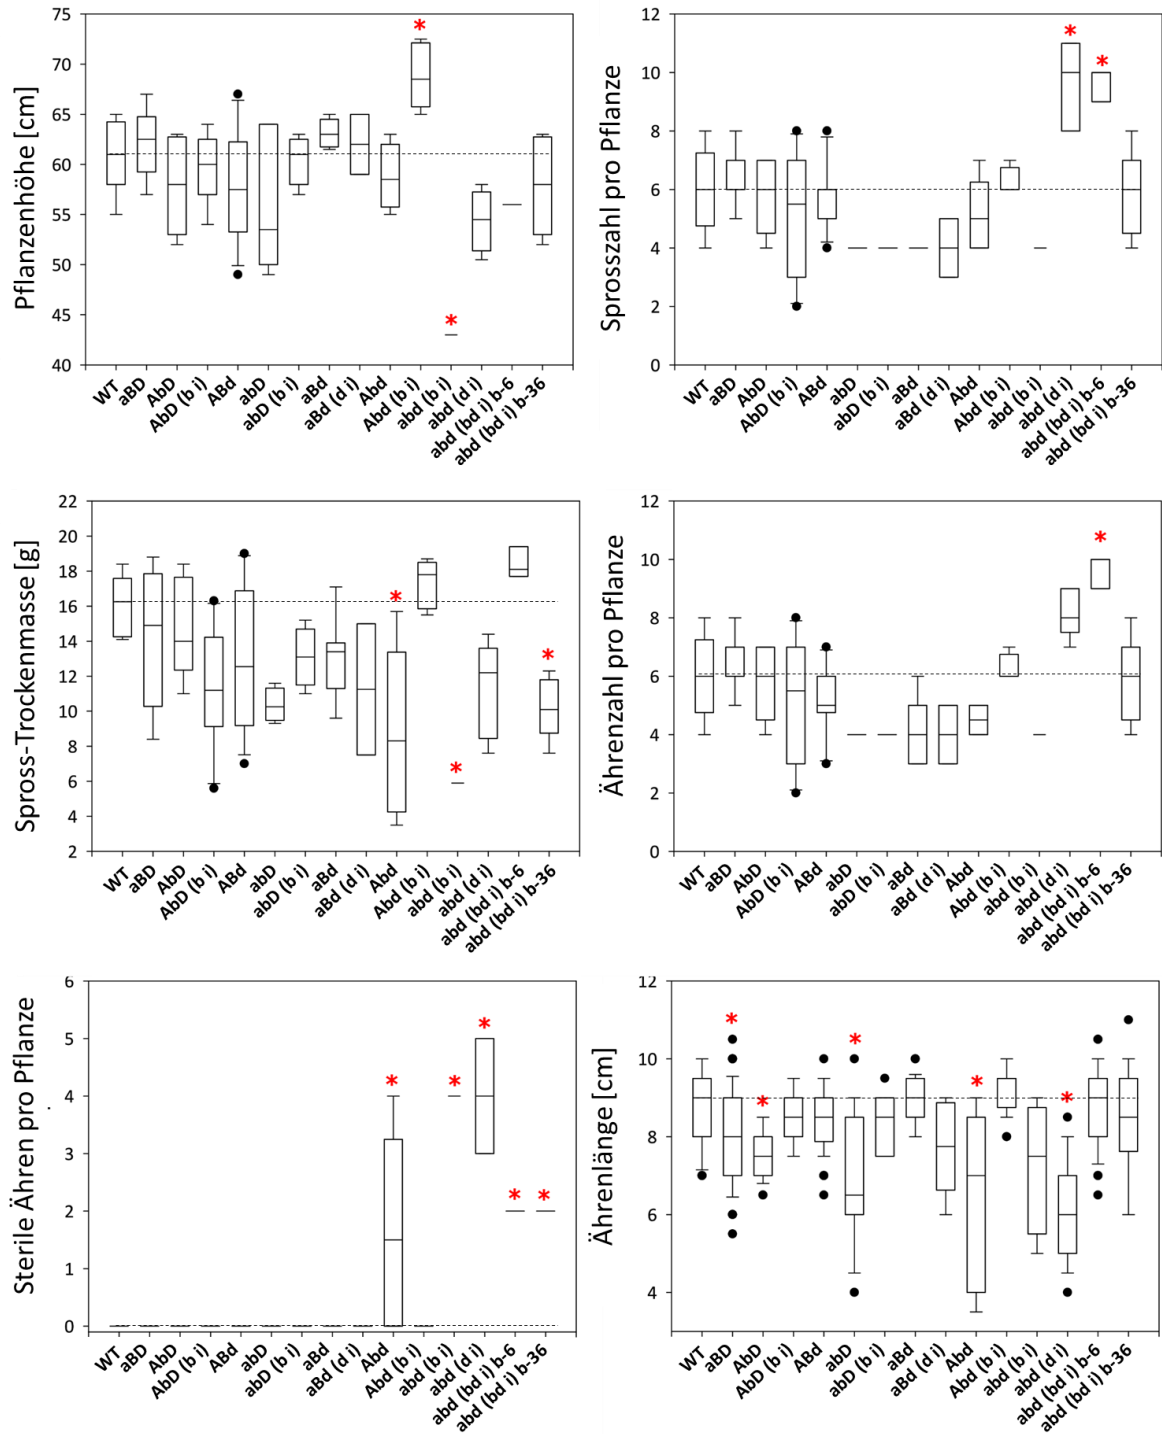 Pflanzenhöhe [cm]
75
70
65
60
55
50
45
40
*
*
WT
aBD
AbD
AbD (b i)
ABd
abD
abD (b i)
aBd
aBd (d i)
Abd
Abd (b i)
abd (b i)
abd (d i)
abd (bd i) b-6
abd (bd i) b-36
Sprosszahl pro Pflanze
12
10
8
6
4
2
0
*
*
WT
aBD
AbD
AbD (b i)
ABd
abD
abD (b i)
aBd
aBd (d i)
Abd
Abd (b i)
abd (b i)
abd (d i)
abd (bd i) b-6
abd (bd i) b-36
Spross-Trockenmasse [g]
22
20
18
16
14
12
10
8
6
4
2
*
*
*
WT
aBD
AbD
AbD (b i)
ABd
abD
abD (b i)
aBd
aBd (d i)
Abd
Abd (b i)
abd (b i)
abd (d i)
abd (bd i) b-6
abd (bd i) b-36
Ährenzahl pro Pflanze
12
10
8
6
4
2
0
*
WT
aBD
AbD
AbD (b i)
ABd
abD
abD (b i)
aBd
aBd (d i)
Abd
Abd (b i)
abd (b i)
abd (d i)
abd (bd i) b-6
abd (bd i) b-36
Sterile Ähren pro Pflanze
6
5
4
3
2
1
0
*
*
*
*
*
WT
aBD
AbD
AbD (b i)
ABd
abD
abD (b i)
aBd
aBd (d i)
Abd
Abd (b i)
abd (b i)
abd (d i)
abd (bd i) b-6
abd (bd i) b-36
Ährenlänge [cm]
12
10
8
6
4
*
*
*
*
*
WT
aBD
AbD
AbD (b i)
ABd
abD
abD (b i)
aBd
aBd (d i)
Abd
Abd (b i)
abd (b i)
abd (d i)
abd (bd i) b-6
abd (bd i) b-36